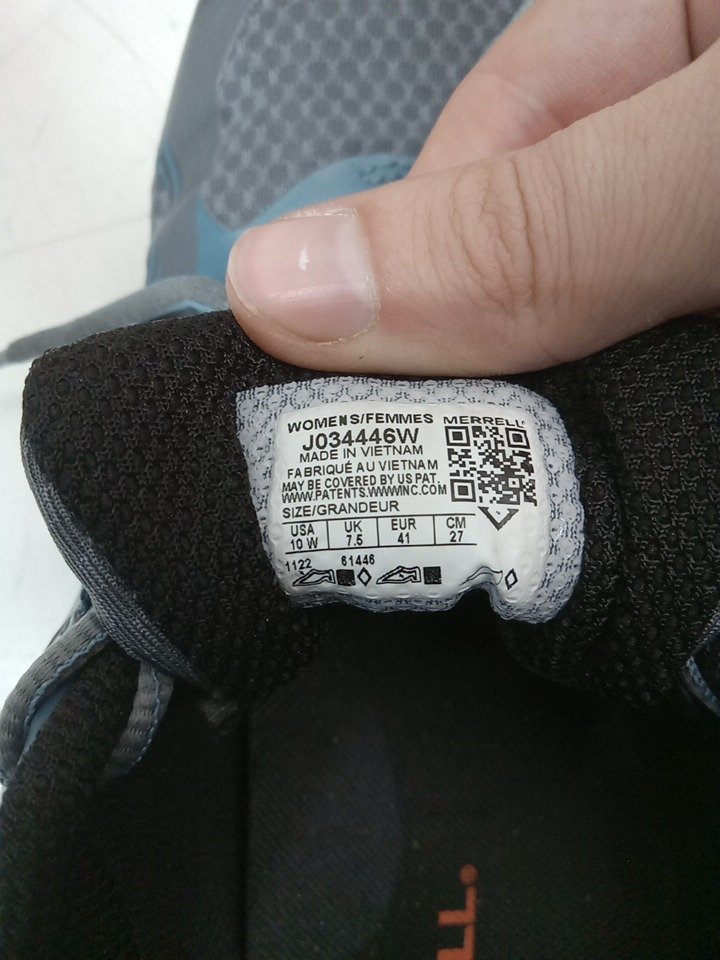 WOMENS/FEMMES MERRELL
J034446W
MADE IN VIETNAM
FABRIQUÉ AU VIETNAM
MAY BE COVERED BY US PAT.
WWW.PATENTS.WWWINC.COM
SIZE/GRANDEUR
USA UK EUR CM
10 W 7.5 41 27
1122 61446
LL.